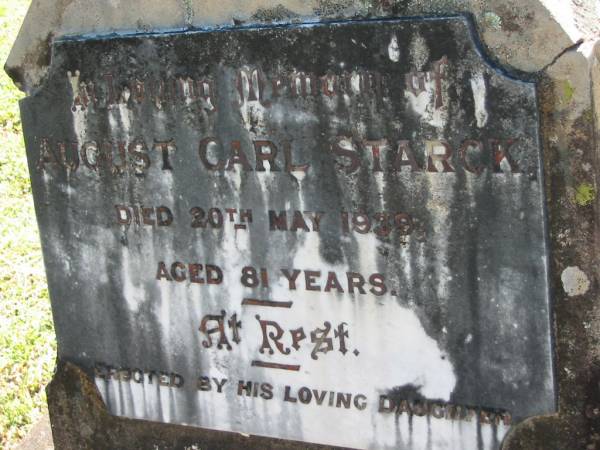 In Loving Memory of
AUGUST CARL STARCK
DIED 20TH MAY 1939,
AGED 81 YEARS.
At Rest.
ERECTED BY HIS LOVING DAUGHTER